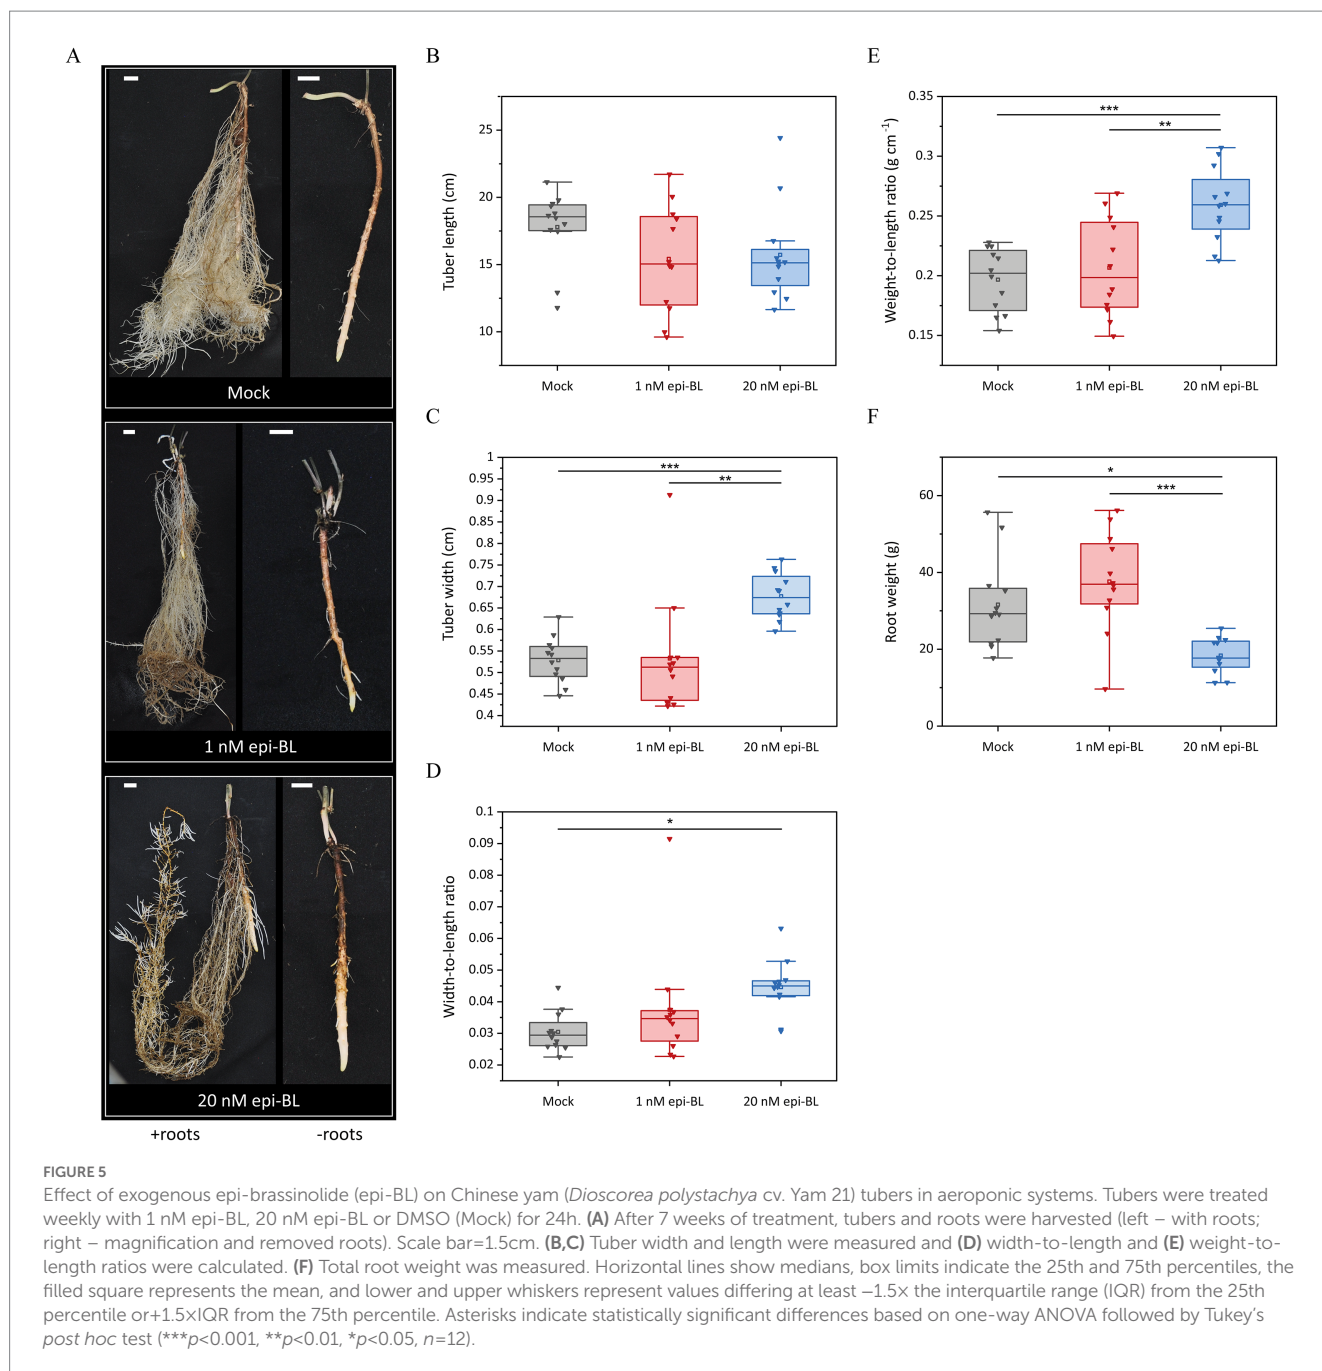 A
Mock
1 nM epi-BL
20 nM epi-BL
+roots
-roots
B
Tuber length (cm)
25
20
15
10
Mock
1 nM epi-BL
20 nM epi-BL
C
Tuber width (cm)
1
0.95
0.9
0.85
0.8
0.75
0.7
0.65
0.6
0.55
0.5
0.45
0.4
***
**
Mock
1 nM epi-BL
20 nM epi-BL
D
Width-to-length ratio
0.1
0.09
0.08
0.07
0.06
0.05
0.04
0.03
0.02
*
Mock
1 nM epi-BL
20 nM epi-BL
E
Weight-to-length ratio (g cm⁻¹)
0.35
0.3
0.25
0.2
0.15
***
**
Mock
1 nM epi-BL
20 nM epi-BL
F
Root weight (g)
60
40
20
0
*
***
Mock
1 nM epi-BL
20 nM epi-BL
FIGURE 5
Effect of exogenous epi-brassinolide (epi-BL) on Chinese yam (Dioscorea polystachya cv. Yam 21) tubers in aeroponic systems. Tubers were treated
weekly with 1 nM epi-BL, 20 nM epi-BL or DMSO (Mock) for 24h. (A) After 7 weeks of treatment, tubers and roots were harvested (left – with roots;
right – magnification and removed roots). Scale bar=1.5cm. (B,C) Tuber width and length were measured and (D) width-to-length and (E) weight-to-
length ratios were calculated. (F) Total root weight was measured. Horizontal lines show medians, box limits indicate the 25th and 75th percentiles, the
filled square represents the mean, and lower and upper whiskers represent values differing at least –1.5× the interquartile range (IQR) from the 25th
percentile or+1.5×IQR from the 75th percentile. Asterisks indicate statistically significant differences based on one-way ANOVA followed by Tukey's
post hoc test (***p<0.001, **p<0.01, *p<0.05, n=12).